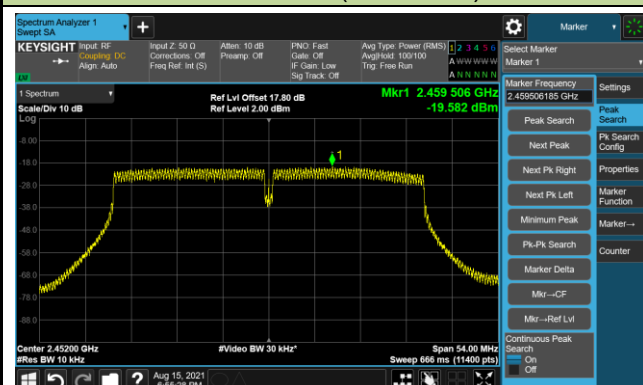 Spectrum Analyzer 1
Swept SA
Marker
KEYSIGHT
Input: RF
Coupling: DC
Align: Auto
Input Z: 50 Ω
Corrections: Off
Freq Ref: Int (S)
Atten: 10 dB
Preamp: Off
PNO: Fast
Gate: Off
IF Gain: Low
Sig Track: Off
Avg Type: Power (RMS)
Avg|Hold: 100/100
Trig: Free Run
1 2 3 4 5 6
A W W W W W
A N N N N N
LV
Select Marker
Marker 1
1 Spectrum
Scale/Div 10 dB
Log
Ref Lvl Offset 17.80 dB
Ref Level 2.00 dBm
Mkr1 2.459 506 GHz
-19.582 dBm
-8.00
-18.0
-28.0
-38.0
-48.0
-58.0
-68.0
-78.0
-88.0
1
Center 2.45200 GHz
#Res BW 10 kHz
#Video BW 30 kHz*
Span 54.00 MHz
Sweep 666 ms (11400 pts)
Marker Frequency
2.459506185 GHz
Peak Search
Next Peak
Next Pk Right
Next Pk Left
Minimum Peak
Pk-Pk Search
Marker Delta
Mkr→CF
Mkr→Ref Lvl
Continuous Peak
Search
On
Off
Settings
Peak
Search
Pk Search
Config
Properties
Marker
Function
Marker→
Counter
Aug 15, 2021